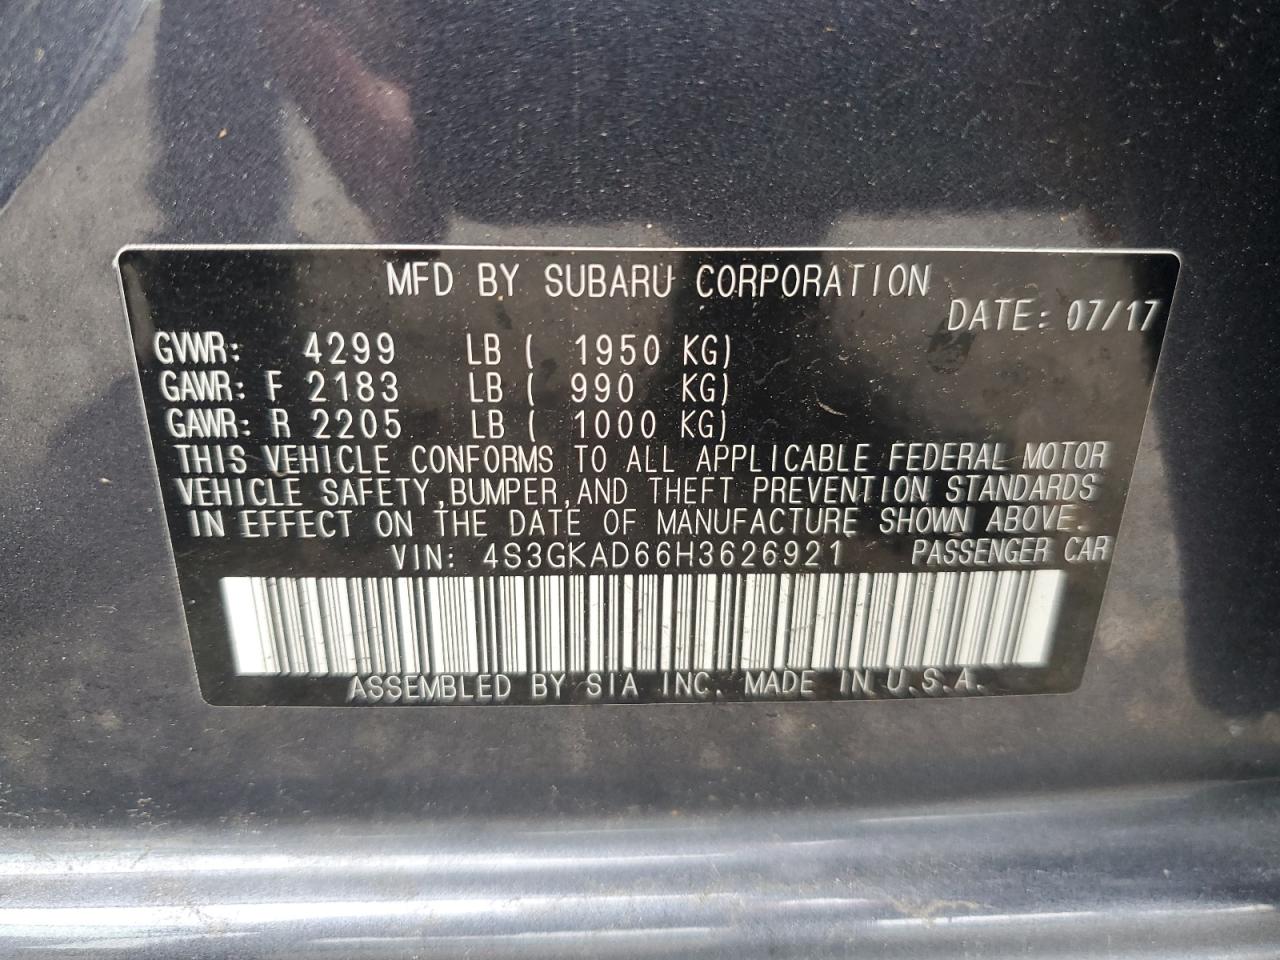 MFD BY SUBARU CORPORATION
DATE: 07/17
GVWR: 4299 LB ( 1950 KG)
GAWR: F 2183 LB ( 990 KG)
GAWR: R 2205 LB ( 1000 KG)
THIS VEHICLE CONFORMS TO ALL APPLICABLE FEDERAL MOTOR
VEHICLE SAFETY,BUMPER,AND THEFT PREVENTION STANDARDS
IN EFFECT ON THE DATE OF MANUFACTURE SHOWN ABOVE.
VIN: 4S3GKAD66H3626921 PASSENGER CAR
ASSEMBLED BY SIA INC. MADE IN U.S.A.